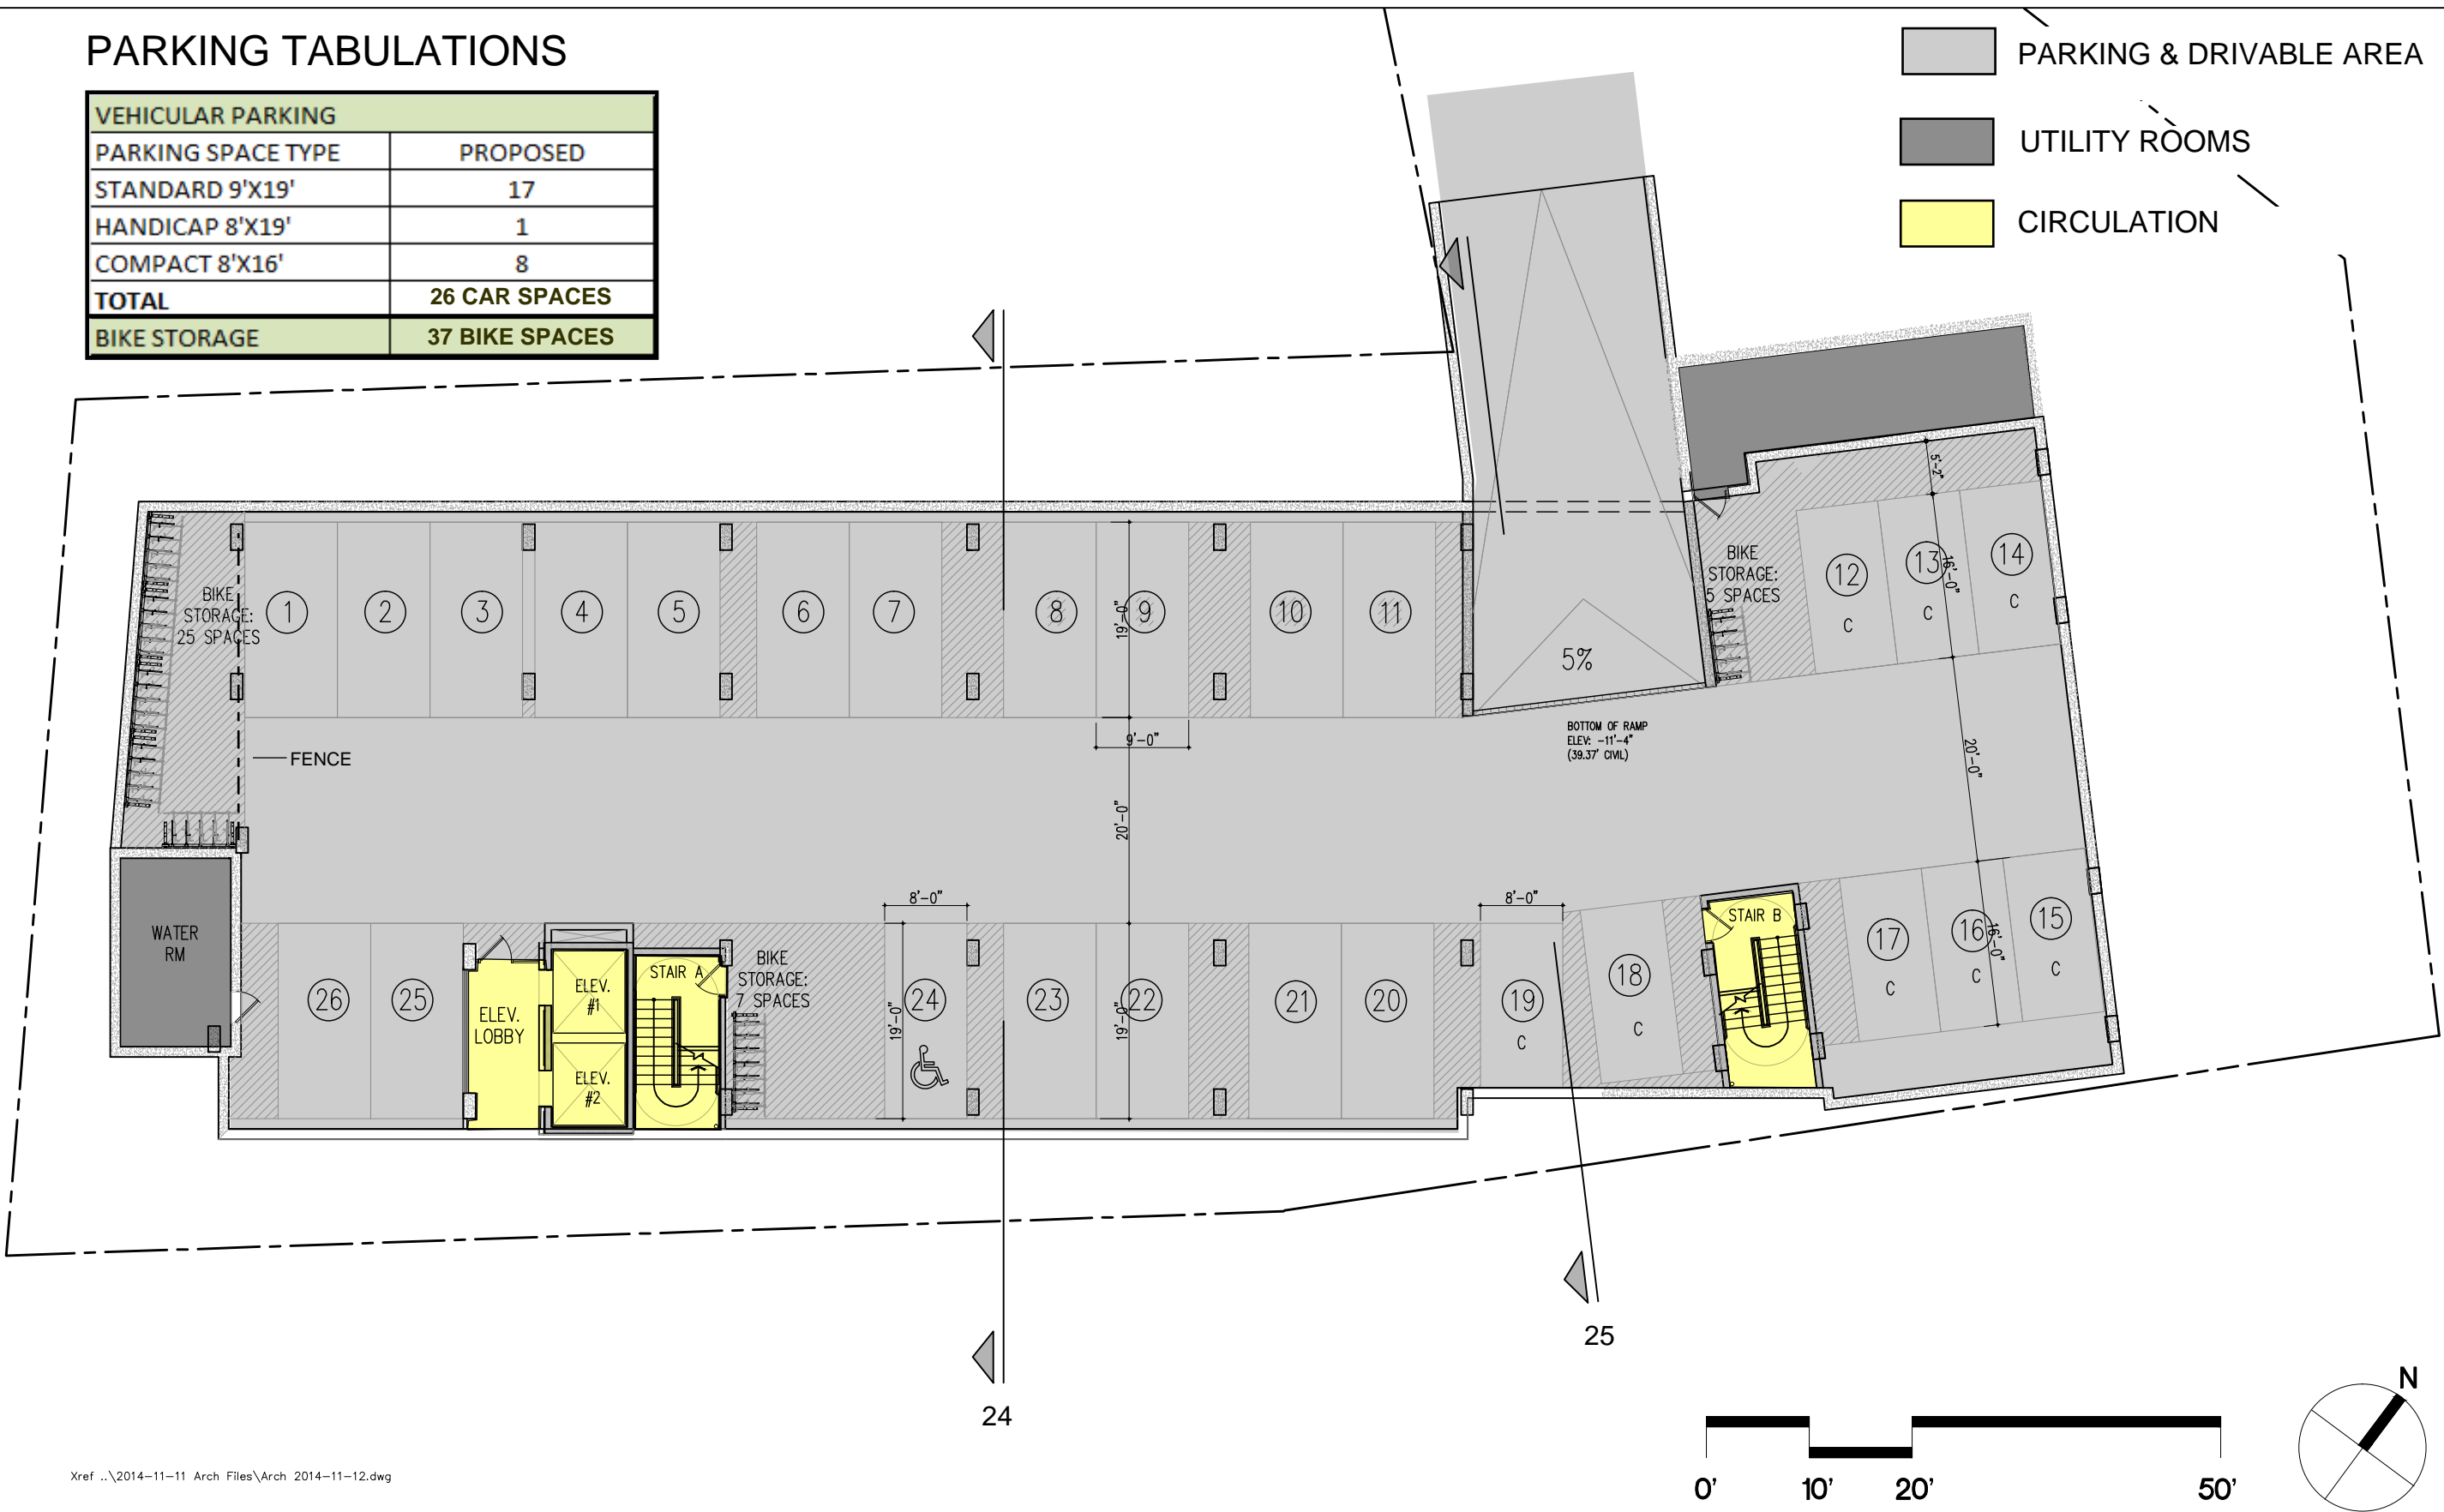 PARKING TABULATIONS
VEHICULAR PARKING
PARKING SPACE TYPE PROPOSED
STANDARD 9'X19' 17
HANDICAP 8'X19' 1
COMPACT 8'X16' 8
TOTAL 26 CAR SPACES
BIKE STORAGE 37 BIKE SPACES
PARKING & DRIVABLE AREA
UTILITY ROOMS
CIRCULATION
BIKE
STORAGE:
25 SPACES
1
2
3
4
5
6
7
8
9
10
11
19'-0"
9'-0"
5%
BIKE
STORAGE:
5 SPACES
12
C
13
C
14
C
5'-2"
16'-0"
FENCE
BOTTOM OF RAMP
ELEV: -11'-4"
(39.37' CIVIL)
20'-0"
20'-0"
WATER
RM
26
25
ELEV.
LOBBY
ELEV.
#1
ELEV.
#2
STAIR A
BIKE
STORAGE:
7 SPACES
8'-0"
19'-0"
24
23
22
19'-0"
21
20
8'-0"
19
C
18
C
STAIR B
17
C
16
C
15
C
16'-0"
25
24
N
0' 10' 20' 50'
Xref ..\2014-11-11 Arch Files\Arch 2014-11-12.dwg